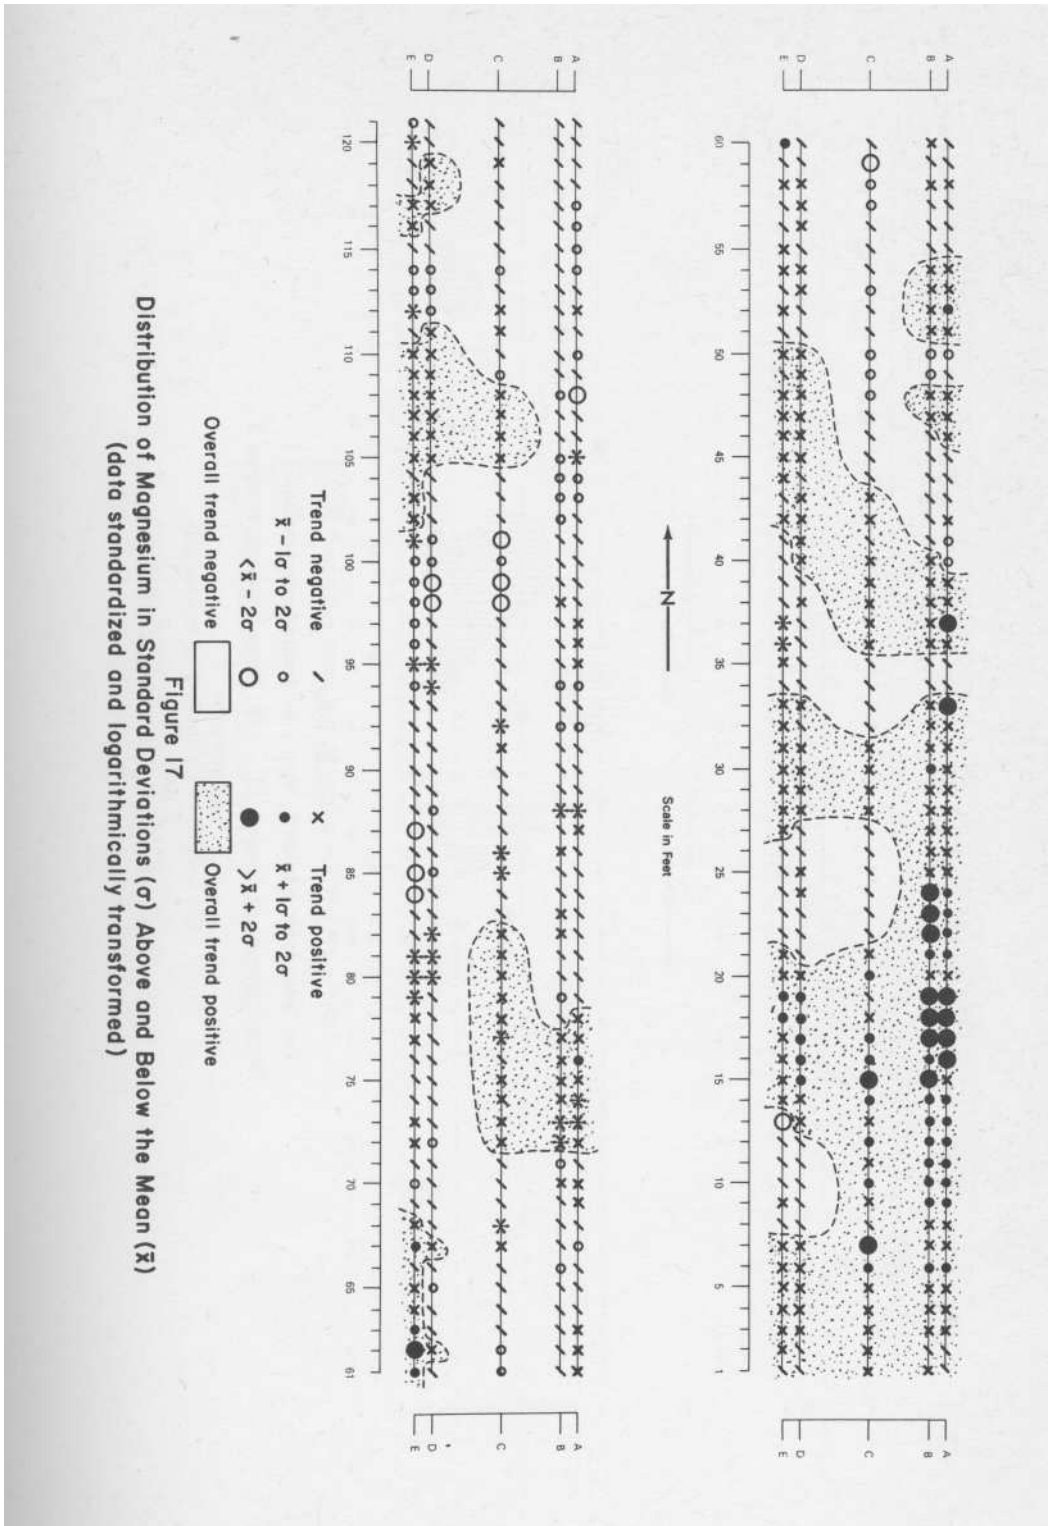 A A
B B
C C
D D
E E
60 55 50 45 40 35 30 25 20 15 10 5 1
N Scale in Feet
A A
B B
C C
D D
E E
120 115 110 105 100 95 90 85 80 75 70 65 61
Trend negative / x Trend positive
x̄ – 1σ to 2σ x̄ + 1σ to 2σ
< x̄ – 2σ > x̄ + 2σ
Overall trend negative Overall trend positive
Figure 17
Distribution of Magnesium in Standard Deviations (σ) Above and Below the Mean (x̄)
(data standardized and logarithmically transformed)